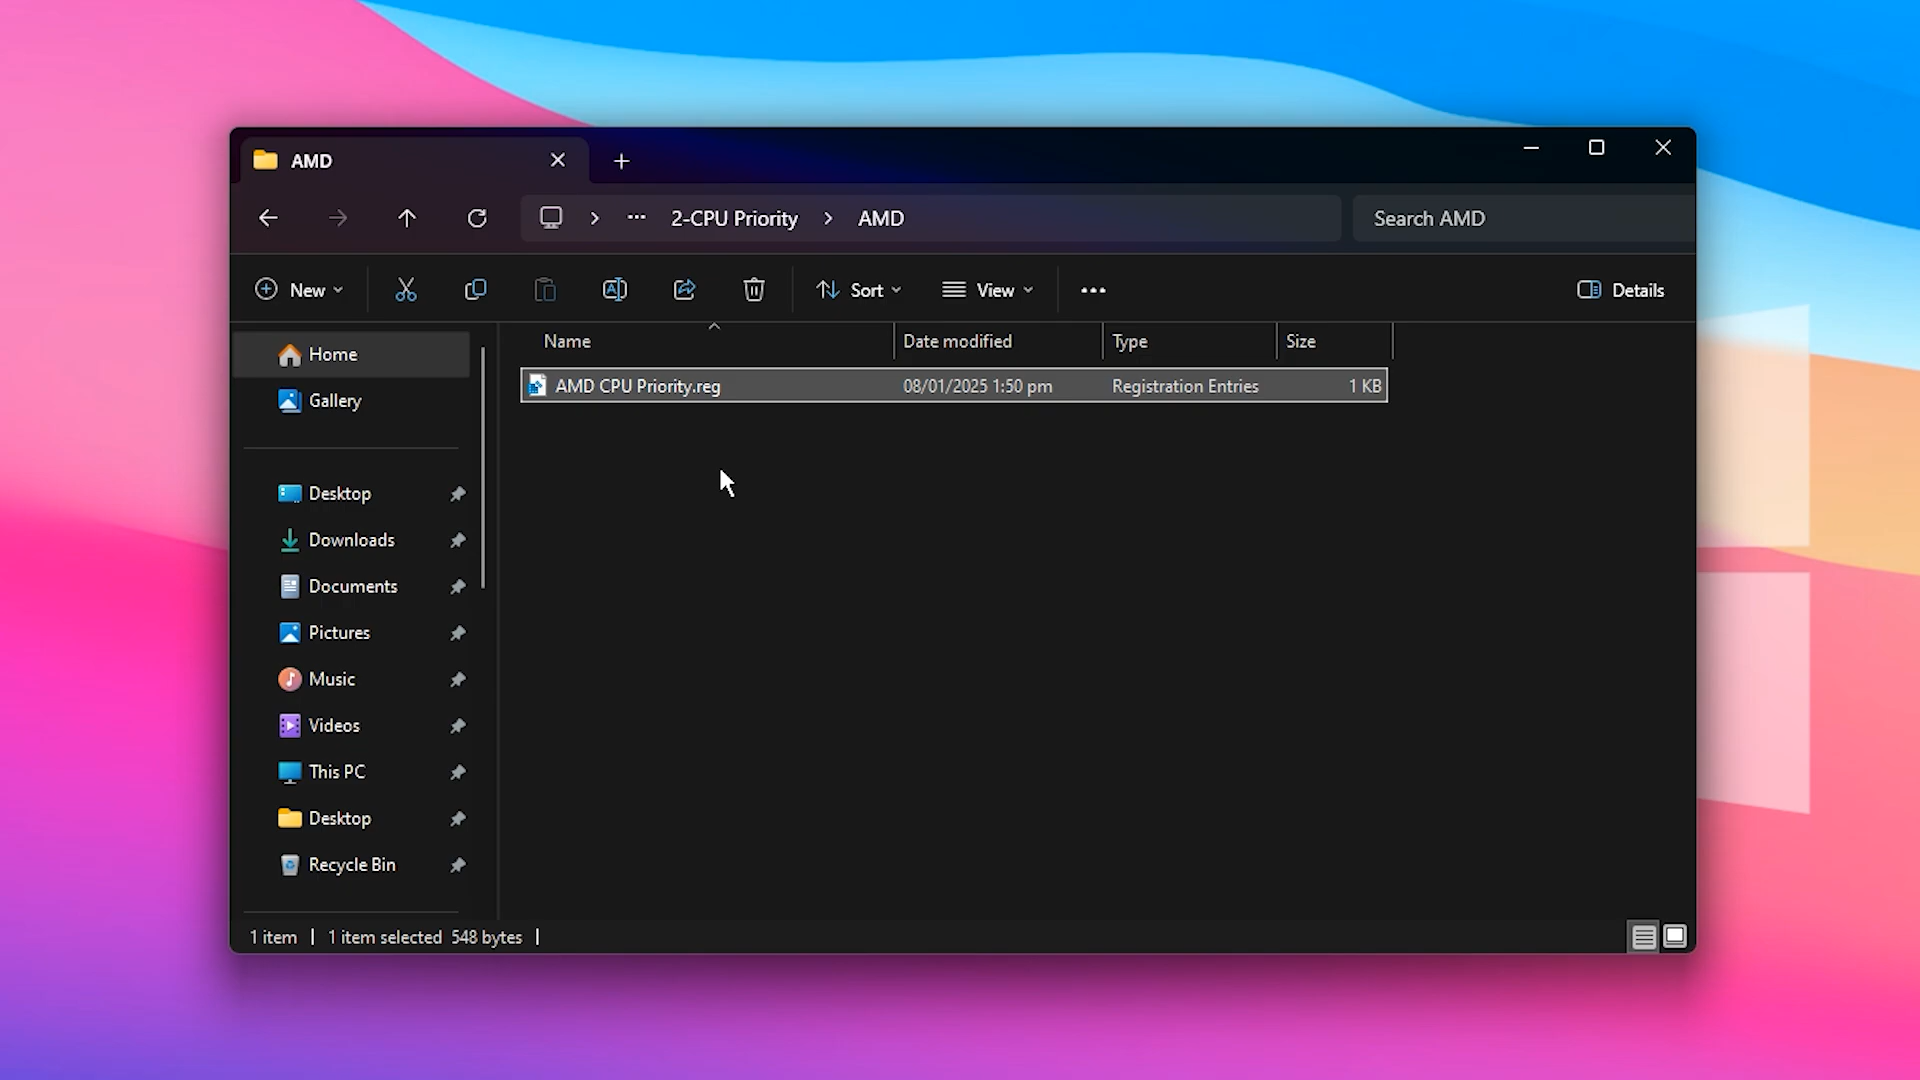 AMD
2-CPU Priority
AMD
Search AMD
New
Sort
View
Details
Name
Date modified
Type
Size
AMD CPU Priority.reg
08/01/2025 1:50 pm
Registration Entries
1 KB
Home
Gallery
Desktop
Downloads
Documents
Pictures
Music
Videos
This PC
Desktop
Recycle Bin
1 item
1 item selected 548 bytes